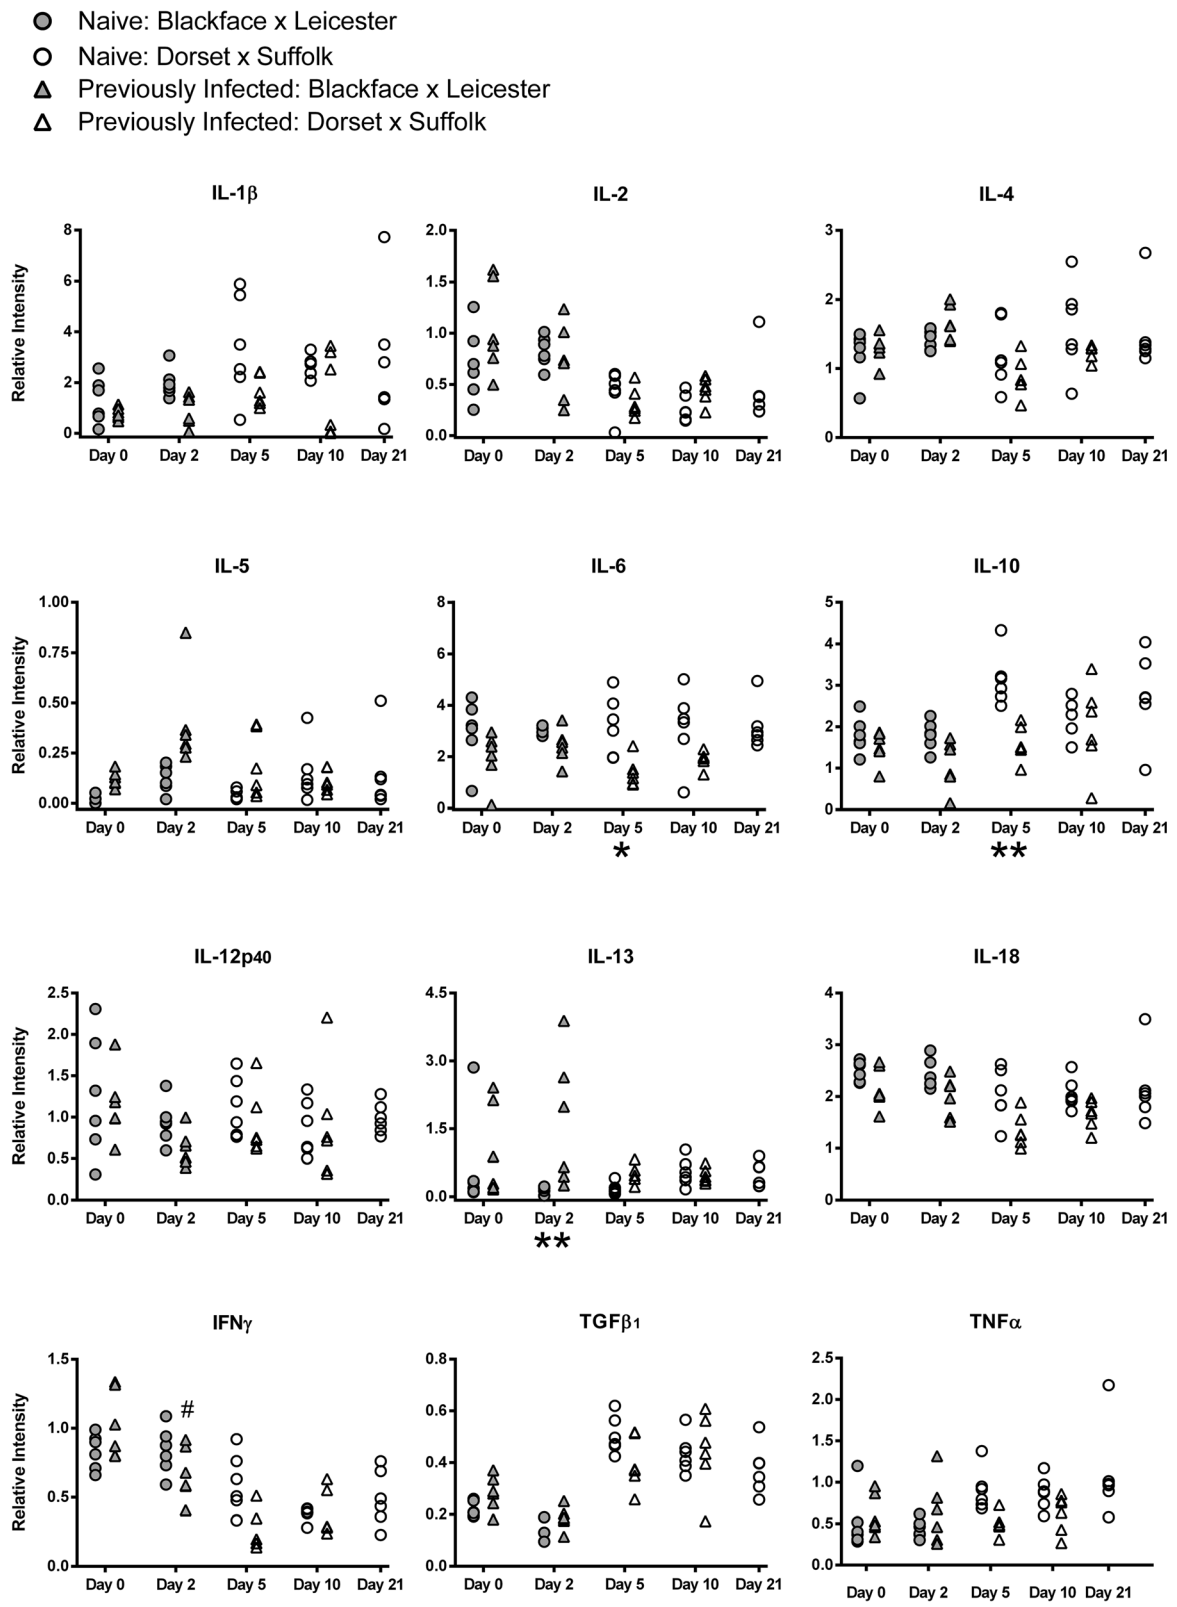 Naive: Blackface x Leicester
Naive: Dorset x Suffolk
Previously Infected: Blackface x Leicester
Previously Infected: Dorset x Suffolk
IL-1β IL-2 IL-4
Relative Intensity
8
6
4
2
0
Day 0 Day 2 Day 5 Day 10 Day 21
2.0
1.5
1.0
0.5
0.0
Day 0 Day 2 Day 5 Day 10 Day 21
3
2
1
0
Day 0 Day 2 Day 5 Day 10 Day 21
IL-5 IL-6 IL-10
Relative Intensity
1.00
0.75
0.50
0.25
0.00
Day 0 Day 2 Day 5 Day 10 Day 21
8
6
4
2
0
Day 0 Day 2 Day 5 Day 10 Day 21
*
5
4
3
2
1
0
Day 0 Day 2 Day 5 Day 10 Day 21
**
IL-12p40 IL-13 IL-18
Relative Intensity
2.5
2.0
1.5
1.0
0.5
0.0
Day 0 Day 2 Day 5 Day 10 Day 21
4.5
3.0
1.5
0.0
Day 0 Day 2 Day 5 Day 10 Day 21
**
4
3
2
1
0
Day 0 Day 2 Day 5 Day 10 Day 21
IFNγ TGFβ1 TNFα
Relative Intensity
1.5
1.0
0.5
0.0
#
Day 0 Day 2 Day 5 Day 10 Day 21
0.8
0.6
0.4
0.2
0.0
Day 0 Day 2 Day 5 Day 10 Day 21
2.5
2.0
1.5
1.0
0.5
0.0
Day 0 Day 2 Day 5 Day 10 Day 21